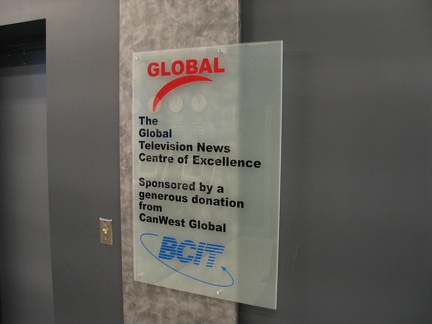 GLOBAL
The
Global
Television News
Centre of Excellence
Sponsored by a
generous donation
from
CanWest Global
BCIT